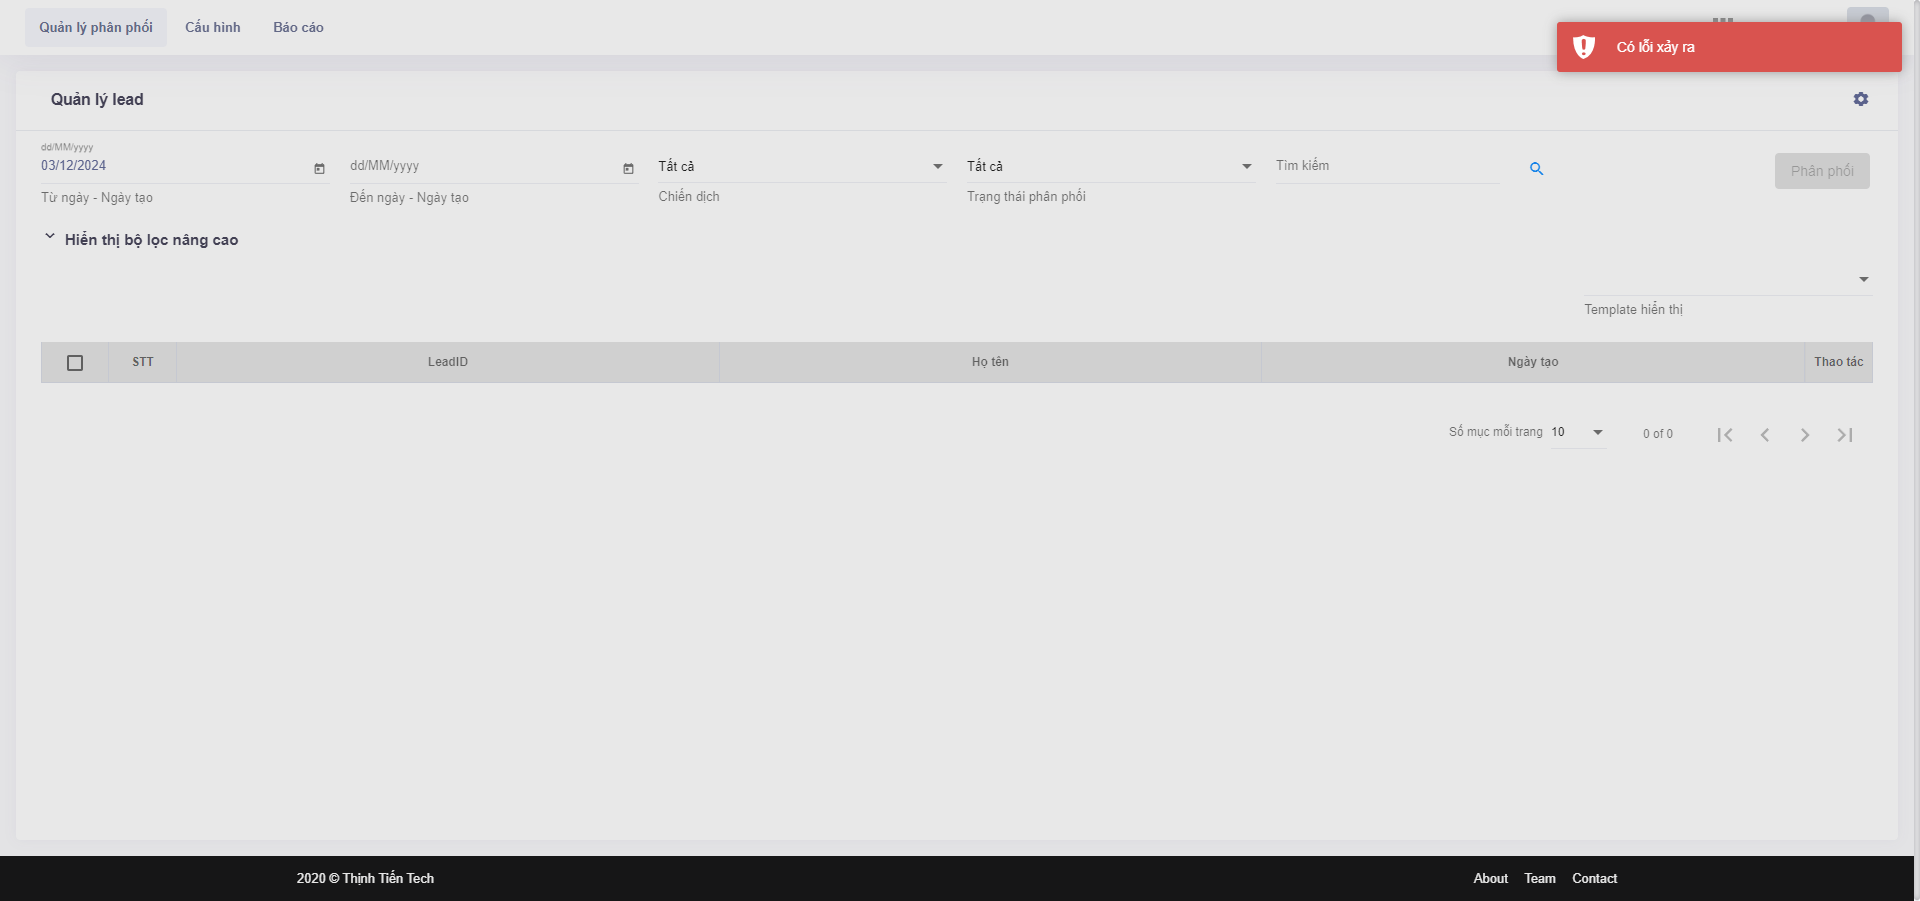 Quản lý phân phối Cấu hình Báo cáo
Có lỗi xảy ra
Quản lý lead
dd/MM/yyyy
03/12/2024 dd/MM/yyyy Tất cả Tất cả Tìm kiếm Phân phối
Từ ngày - Ngày tạo Đến ngày - Ngày tạo Chiến dịch Trạng thái phân phối
Hiển thị bộ lọc nâng cao
Template hiển thị
STT LeadID Họ tên Ngày tạo Thao tác
Số mục mỗi trang 10 0 of 0
2020 © Thịnh Tiến Tech About Team Contact